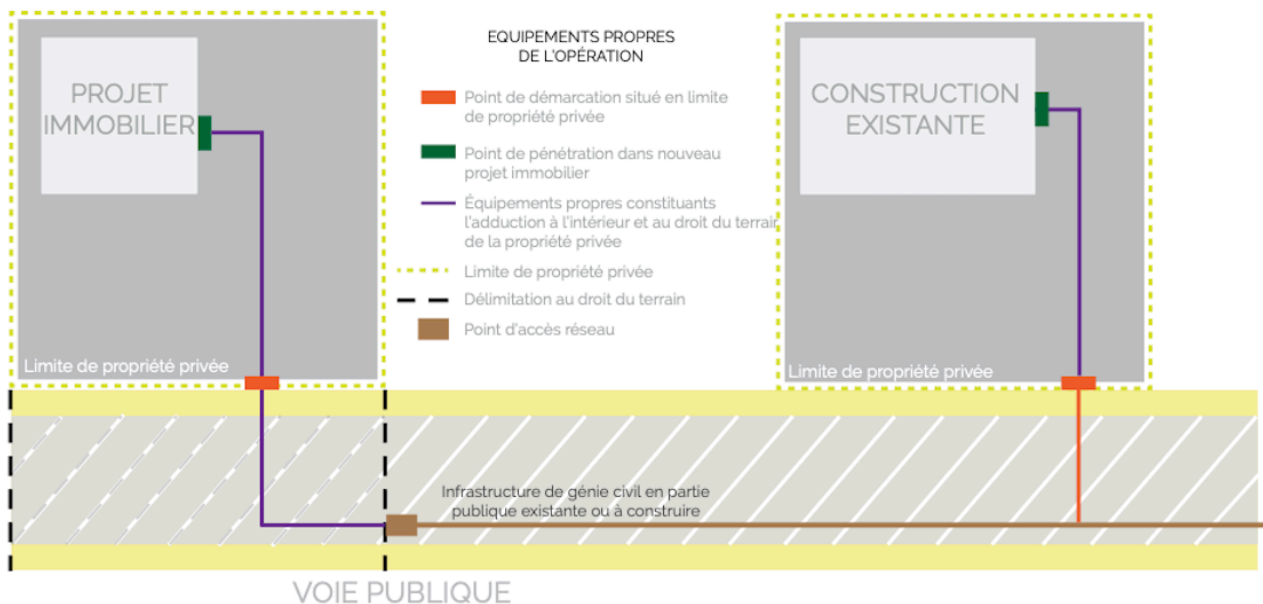 PROJET
IMMOBILIER
Limite de propriété privée
EQUIPEMENTS PROPRES
DE L'OPÉRATION
Point de démarcation situé en limite
de propriété privée
Point de pénétration dans nouveau
projet immobilier
Équipements propres constituants
l'adduction à l'intérieur et au droit du terrain
de la propriété privée
Limite de propriété privée
Délimitation au droit du terrain
Point d'accès réseau
CONSTRUCTION
EXISTANTE
Limite de propriété privée
Infrastructure de génie civil en partie
publique existante ou à construire
VOIE PUBLIQUE